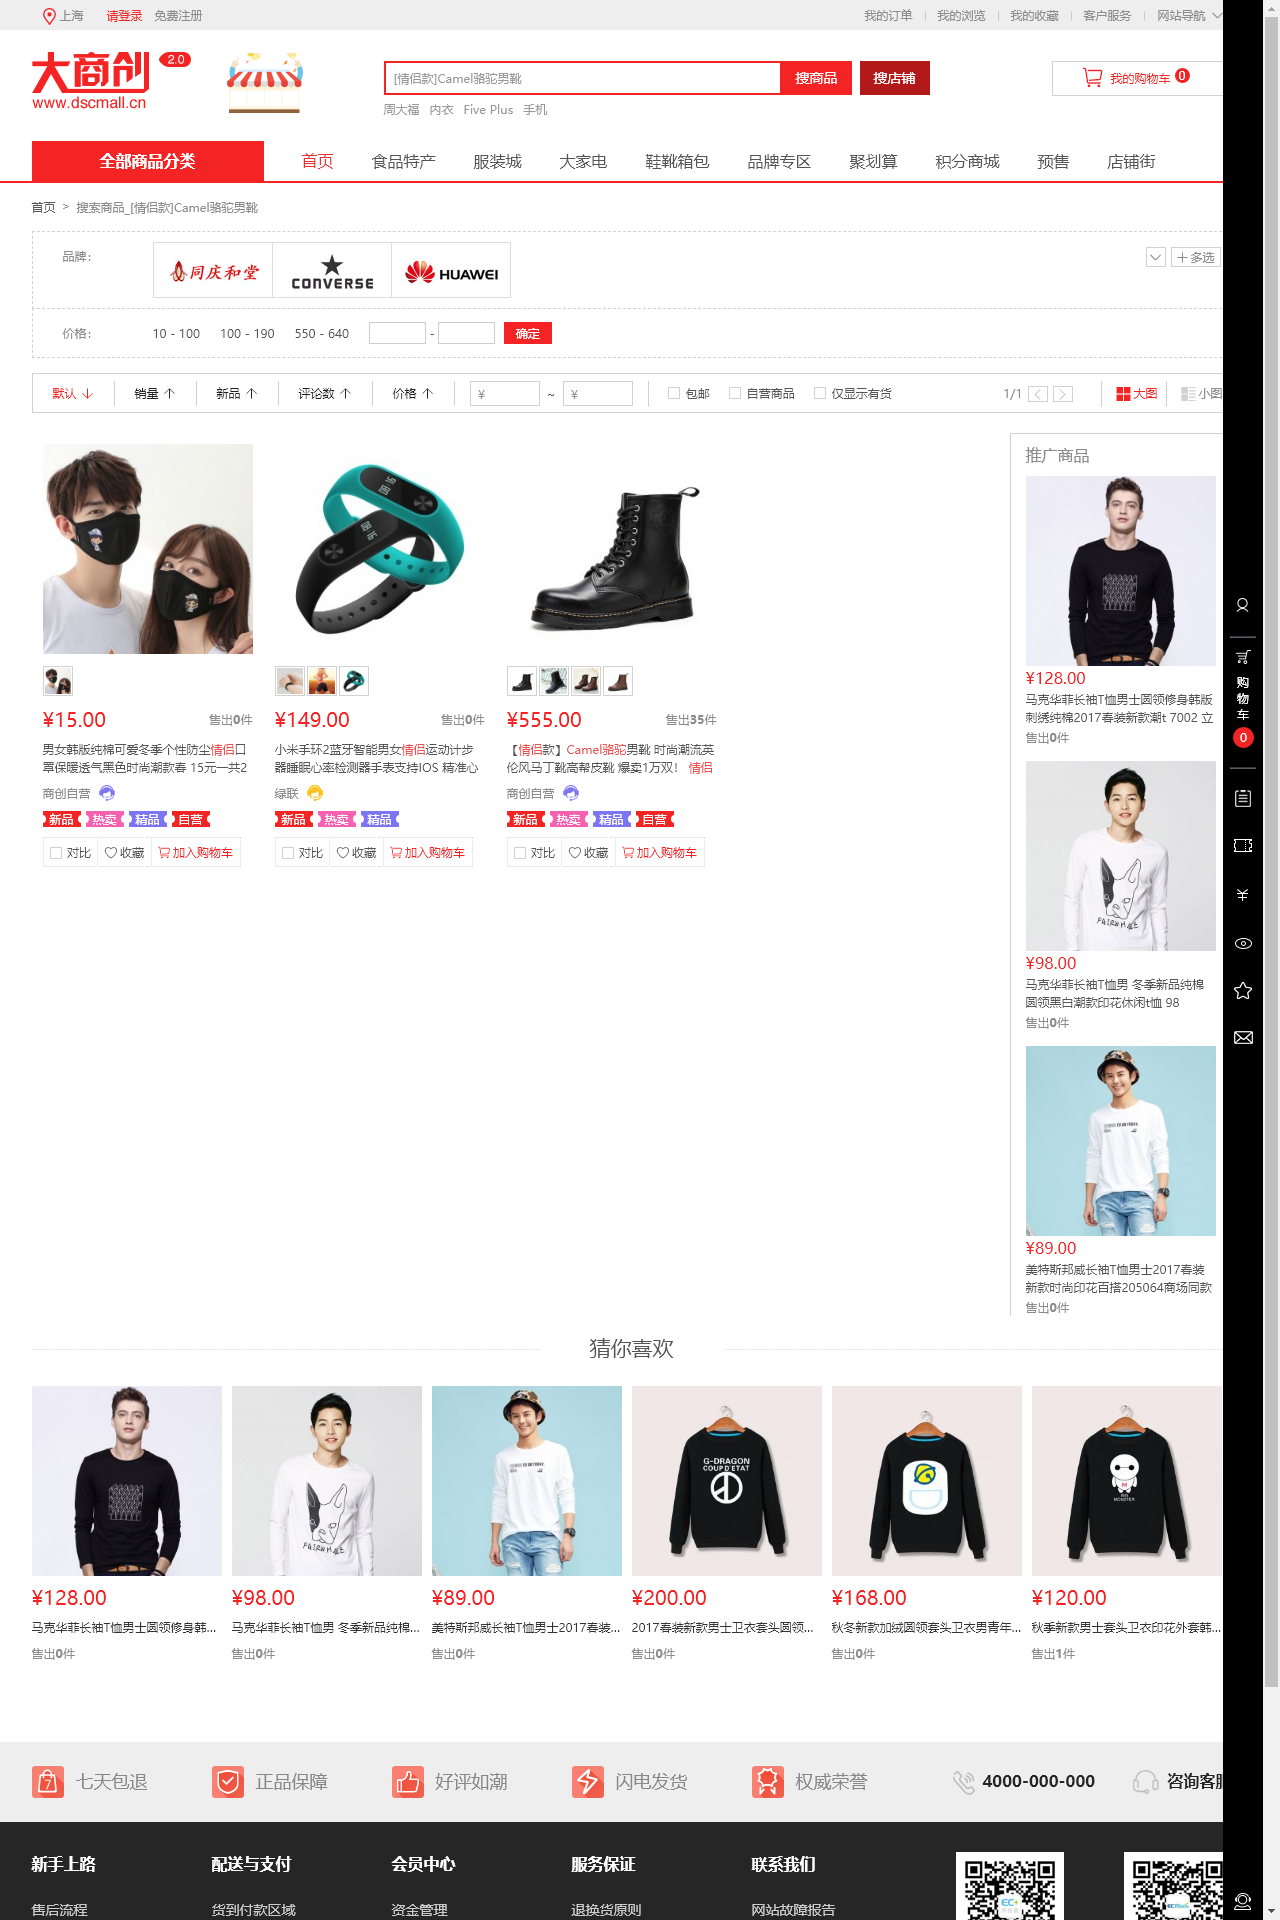 上海 请登录 免费注册 我的订单 我的浏览 我的收藏 客户服务 网站导航
大商创 2.0
www.dscmall.cn
[情侣款]Camel骆驼男靴 搜商品 搜店铺 我的购物车 0
周大福 内衣 Five Plus 手机
全部商品分类 首页 食品特产 服装城 大家电 鞋靴箱包 品牌专区 聚划算 积分商城 预售 店铺街
首页 > 搜索商品_[情侣款]Camel骆驼男靴
品牌: 同庆和堂 CONVERSE HUAWEI 多选
价格: 10 - 100 100 - 190 550 - 640 - 确定
默认 销量 新品 评论数 价格 ¥ ~ ¥ 包邮 自营商品 仅显示有货 1/1 大图 小图
推广商品
¥128.00
马克华菲长袖T恤男士圆领修身韩版
刺绣纯棉2017春装新款潮t 7002 立
售出0件
¥98.00
马克华菲长袖T恤男 冬季新品纯棉
圆领黑白潮款印花休闲t恤 98
售出0件
¥89.00
美特斯邦威长袖T恤男士2017春装
新款时尚印花百搭205064商场同款
售出0件
购物车
0
¥15.00 售出0件
男女韩版纯棉可爱冬季个性防尘情侣口
罩保暖透气黑色时尚潮款春 15元一共2
商创自营
新品 热卖 精品 自营
对比 收藏 加入购物车
¥149.00 售出0件
小米手环2蓝牙智能男女情侣运动计步
器睡眠心率检测器手表支持IOS 精准心
绿联
新品 热卖 精品
对比 收藏 加入购物车
¥555.00 售出35件
【情侣款】Camel骆驼男靴 时尚潮流英
伦风马丁靴高帮皮靴 爆卖1万双! 情侣
商创自营
新品 热卖 精品 自营
对比 收藏 加入购物车
猜你喜欢
G-DRAGON
COUP D'ETAT
¥128.00 ¥98.00 ¥89.00 ¥200.00 ¥168.00 ¥120.00
马克华菲长袖T恤男士圆领修身韩... 马克华菲长袖T恤男 冬季新品纯棉... 美特斯邦威长袖T恤男士2017春装... 2017春装新款男士卫衣套头圆领... 秋冬新款加绒圆领套头卫衣男青年... 秋季新款男士套头卫衣印花外套韩...
售出0件 售出0件 售出0件 售出0件 售出0件 售出1件
七天包退 正品保障 好评如潮 闪电发货 权威荣誉 4000-000-000 咨询客服
新手上路 配送与支付 会员中心 服务保证 联系我们
售后流程 货到付款区域 资金管理 退换货原则 网站故障报告